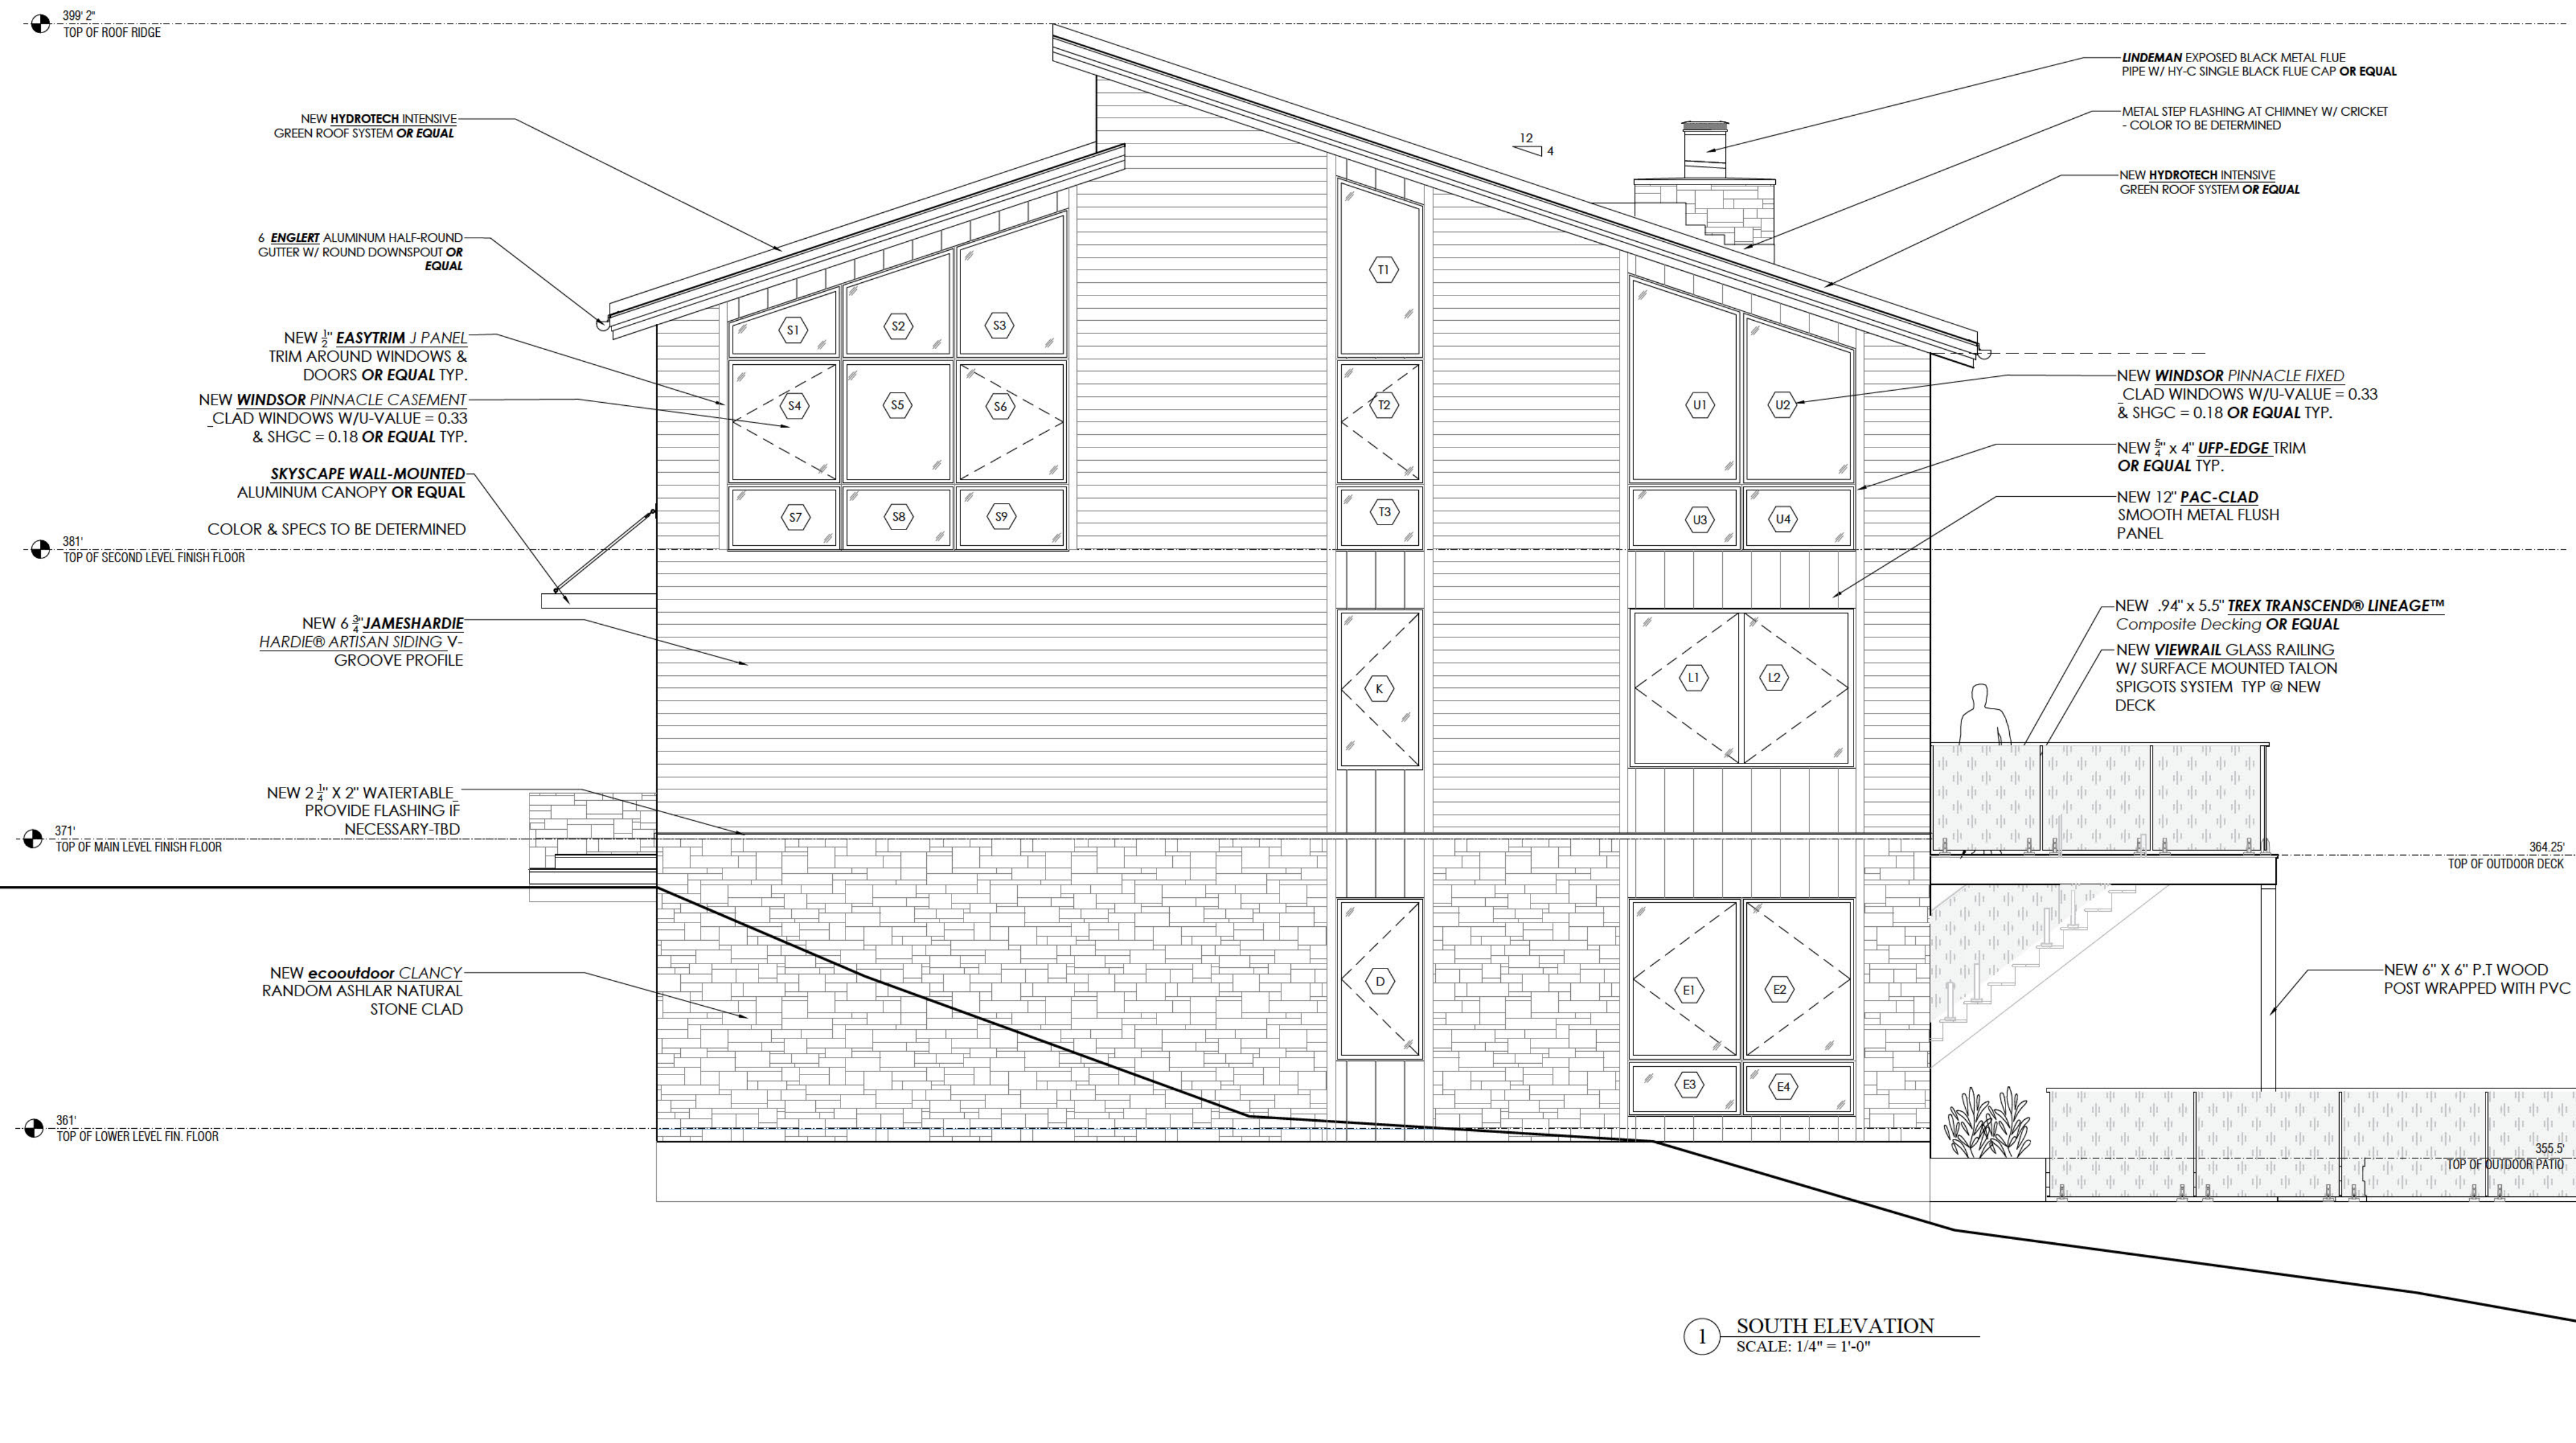 399' 2"
TOP OF ROOF RIDGE
NEW HYDROTECH INTENSIVE
GREEN ROOF SYSTEM OR EQUAL
6 ENGLERT ALUMINUM HALF-ROUND
GUTTER W/ ROUND DOWNSPOUT OR
EQUAL
NEW 1/2" EASYTRIM J PANEL
TRIM AROUND WINDOWS &
DOORS OR EQUAL TYP.
NEW WINDSOR PINNACLE CASEMENT
_CLAD WINDOWS W/U-VALUE = 0.33
& SHGC = 0.18 OR EQUAL TYP.
SKYSCAPE WALL-MOUNTED
ALUMINUM CANOPY OR EQUAL
COLOR & SPECS TO BE DETERMINED
381'
TOP OF SECOND LEVEL FINISH FLOOR
NEW 6 3/4" JAMESHARDIE
HARDIE® ARTISAN SIDING V-
GROOVE PROFILE
NEW 2 1/4" X 2" WATERTABLE_
PROVIDE FLASHING IF
NECESSARY-TBD
371'
TOP OF MAIN LEVEL FINISH FLOOR
NEW ecooutdoor CLANCY
RANDOM ASHLAR NATURAL
STONE CLAD
361'
TOP OF LOWER LEVEL FIN. FLOOR
12
4
S1
S2
S3
S4
S5
S6
S7
S8
S9
T1
T2
T3
U1
U2
U3
U4
K
L1
L2
D
E1
E2
E3
E4
LINDEMAN EXPOSED BLACK METAL FLUE
PIPE W/ HY-C SINGLE BLACK FLUE CAP OR EQUAL
METAL STEP FLASHING AT CHIMNEY W/ CRICKET
- COLOR TO BE DETERMINED
NEW HYDROTECH INTENSIVE
GREEN ROOF SYSTEM OR EQUAL
NEW WINDSOR PINNACLE FIXED
_CLAD WINDOWS W/U-VALUE = 0.33
& SHGC = 0.18 OR EQUAL TYP.
NEW 5/4" x 4" UFP-EDGE TRIM
OR EQUAL TYP.
NEW 12" PAC-CLAD
SMOOTH METAL FLUSH
PANEL
NEW .94" x 5.5" TREX TRANSCEND® LINEAGE™
Composite Decking OR EQUAL
NEW VIEWRAIL GLASS RAILING
W/ SURFACE MOUNTED TALON
SPIGOTS SYSTEM TYP @ NEW
DECK
364.25'
TOP OF OUTDOOR DECK
NEW 6" X 6" P.T WOOD
POST WRAPPED WITH PVC
355.5'
TOP OF OUTDOOR PATIO
1
SOUTH ELEVATION
SCALE: 1/4" = 1'-0"